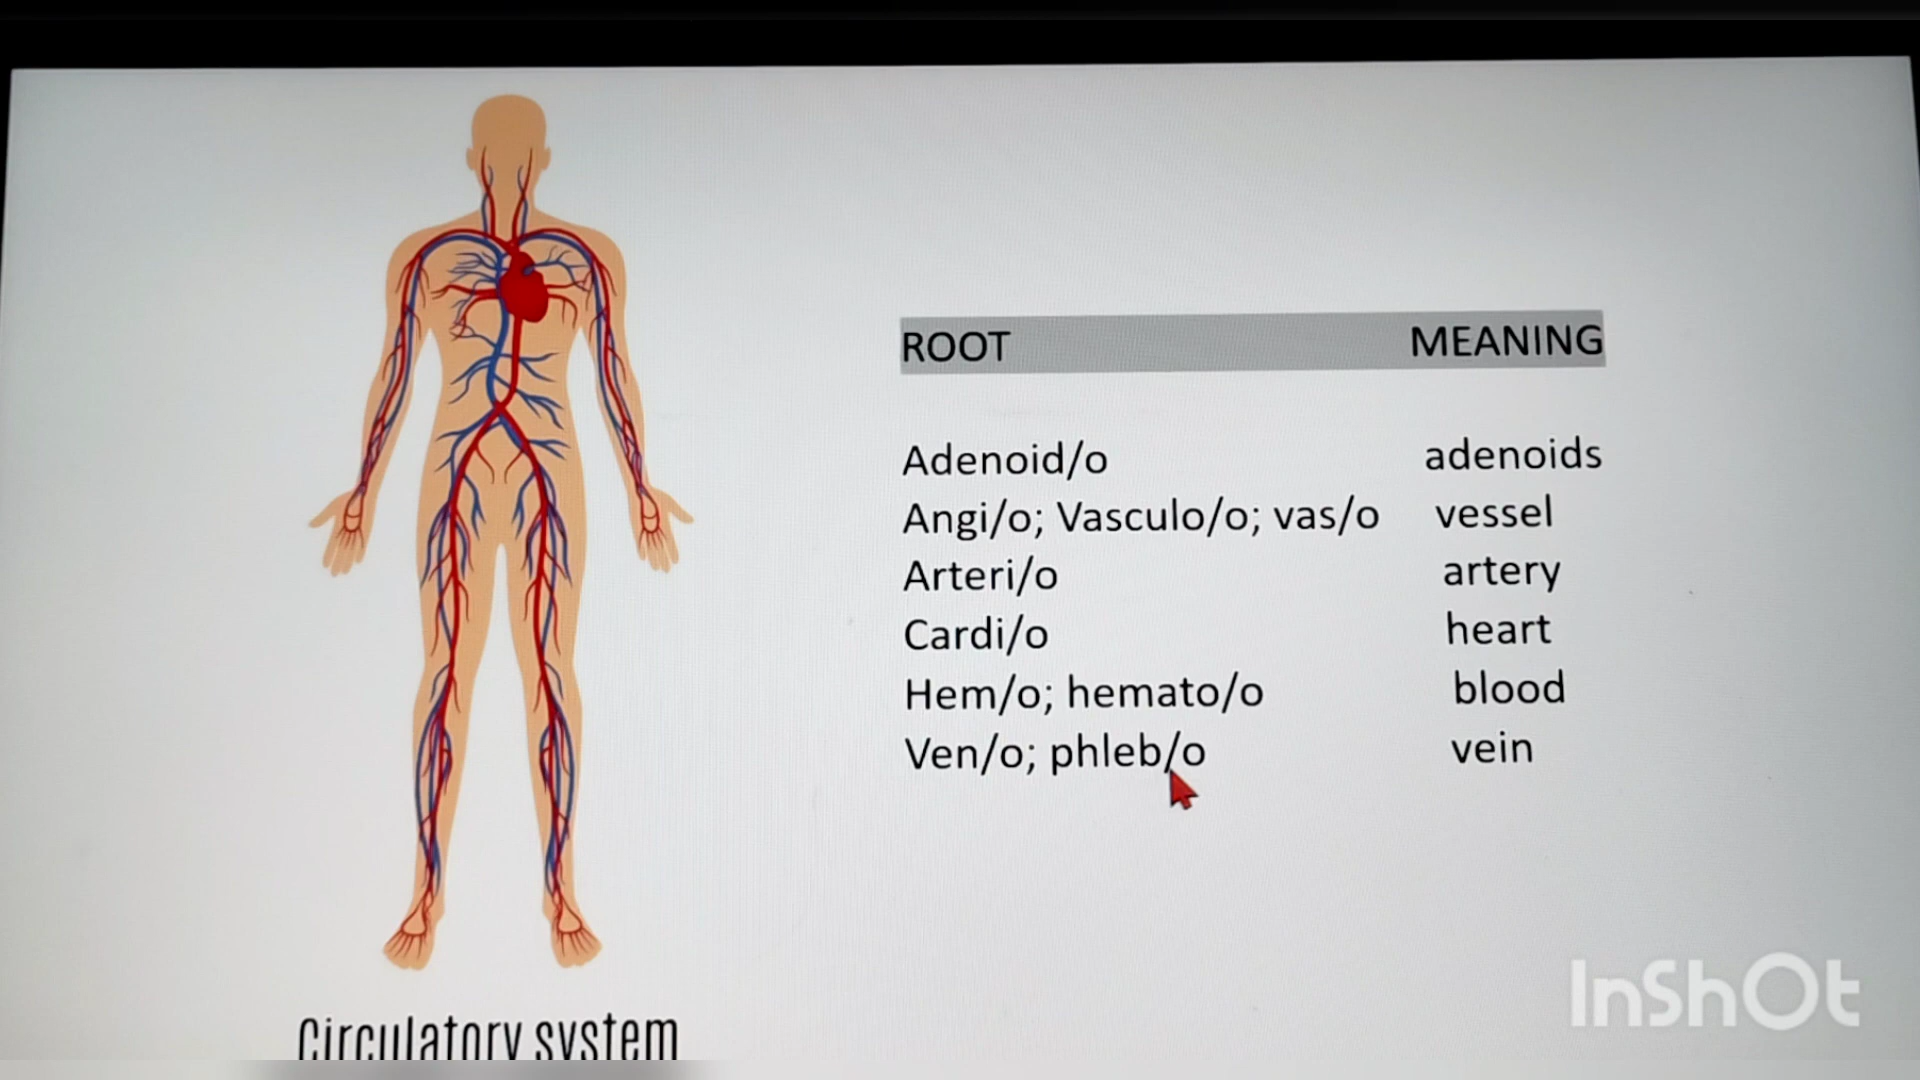 ROOT MEANING
Adenoid/o adenoids
Angi/o; Vasculo/o; vas/o vessel
Arteri/o artery
Cardi/o heart
Hem/o; hemato/o blood
Ven/o; phleb/o vein
Circulatory system
InShOt